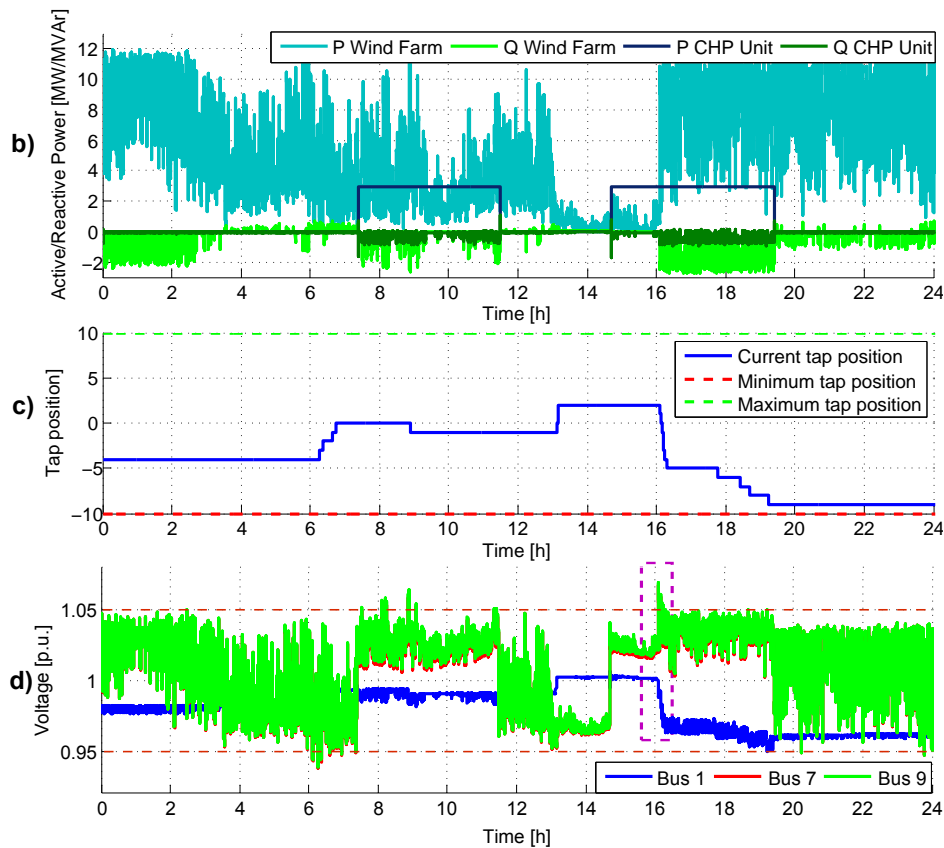 b)
Active/Reactive Power [MW/MVAr]
P Wind Farm Q Wind Farm P CHP Unit Q CHP Unit
12
10
8
6
4
2
0
−2
0 2 4 6 8 10 12 14 16 18 20 22 24
Time [h]
c)
Tap position]
Current tap position
Minimum tap position
Maximum tap position
10
5
0
−5
−10
0 2 4 6 8 10 12 14 16 18 20 22 24
Time [h]
d)
Voltage [p.u.]
1.05
1
0.95
Bus 1 Bus 7 Bus 9
0 2 4 6 8 10 12 14 16 18 20 22 24
Time [h]